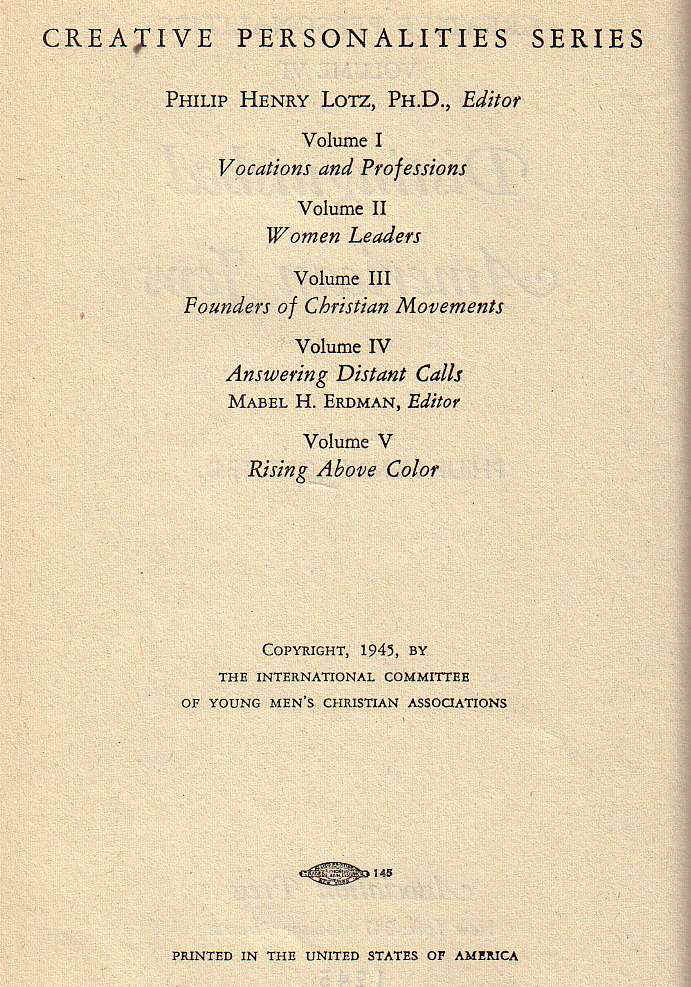 CREATIVE PERSONALITIES SERIES
PHILIP HENRY LOTZ, PH.D., Editor
Volume I
Vocations and Professions
Volume II
Women Leaders
Volume III
Founders of Christian Movements
Volume IV
Answering Distant Calls
MABEL H. ERDMAN, Editor
Volume V
Rising Above Color
COPYRIGHT, 1945, BY
THE INTERNATIONAL COMMITTEE
OF YOUNG MEN'S CHRISTIAN ASSOCIATIONS
145
PRINTED IN THE UNITED STATES OF AMERICA